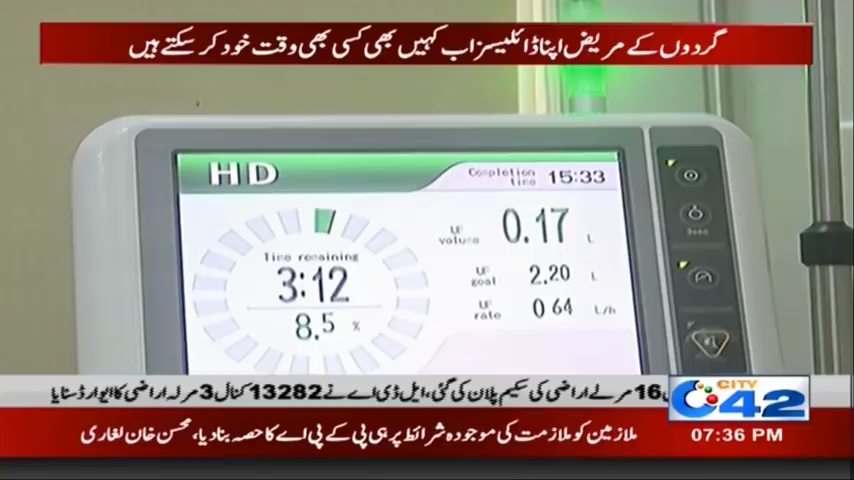 گردوں کے مریض اپنا ڈائلیسز اب کہیں بھی کسی بھی وقت خود کر سکتے ہیں
HD
Completion time 15:33
Time remaining
3:12
8.5 %
UF volume 0.17 L
UF goal 2.20 L
UF rate 0.64 L/h
3sec
16 مرلے اراضی کی سکیم پلان کی گئی، ایل ڈی اے نے 13282 کنال 3 مرلہ اراضی کا ایوارڈ سنایا
CITY 42
ملازمین کو ملازمت کی موجودہ شرائط پر ہی پی کے پی اے کا حصہ بنا دیا، محسن خان لغاری
07:36 PM